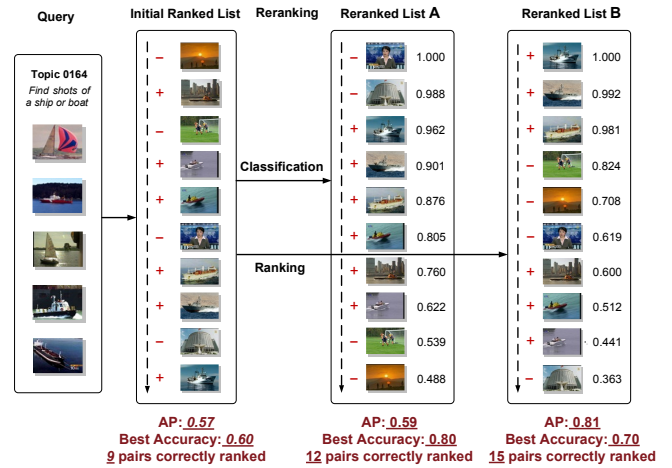 Query
Initial Ranked List
Reranking
Reranked List A
Reranked List B
Topic 0164
Find shots of
a ship or boat
−
+
−
+
+
−
+
+
−
+
Classification
Ranking
− 1.000
− 0.988
+ 0.962
+ 0.901
+ 0.876
+ 0.805
+ 0.760
+ 0.622
− 0.539
− 0.488
+ 1.000
+ 0.992
+ 0.981
− 0.824
− 0.708
− 0.619
+ 0.600
+ 0.512
+ 0.441
− 0.363
AP: 0.57
Best Accuracy: 0.60
9 pairs correctly ranked
AP: 0.59
Best Accuracy: 0.80
12 pairs correctly ranked
AP: 0.81
Best Accuracy: 0.70
15 pairs correctly ranked